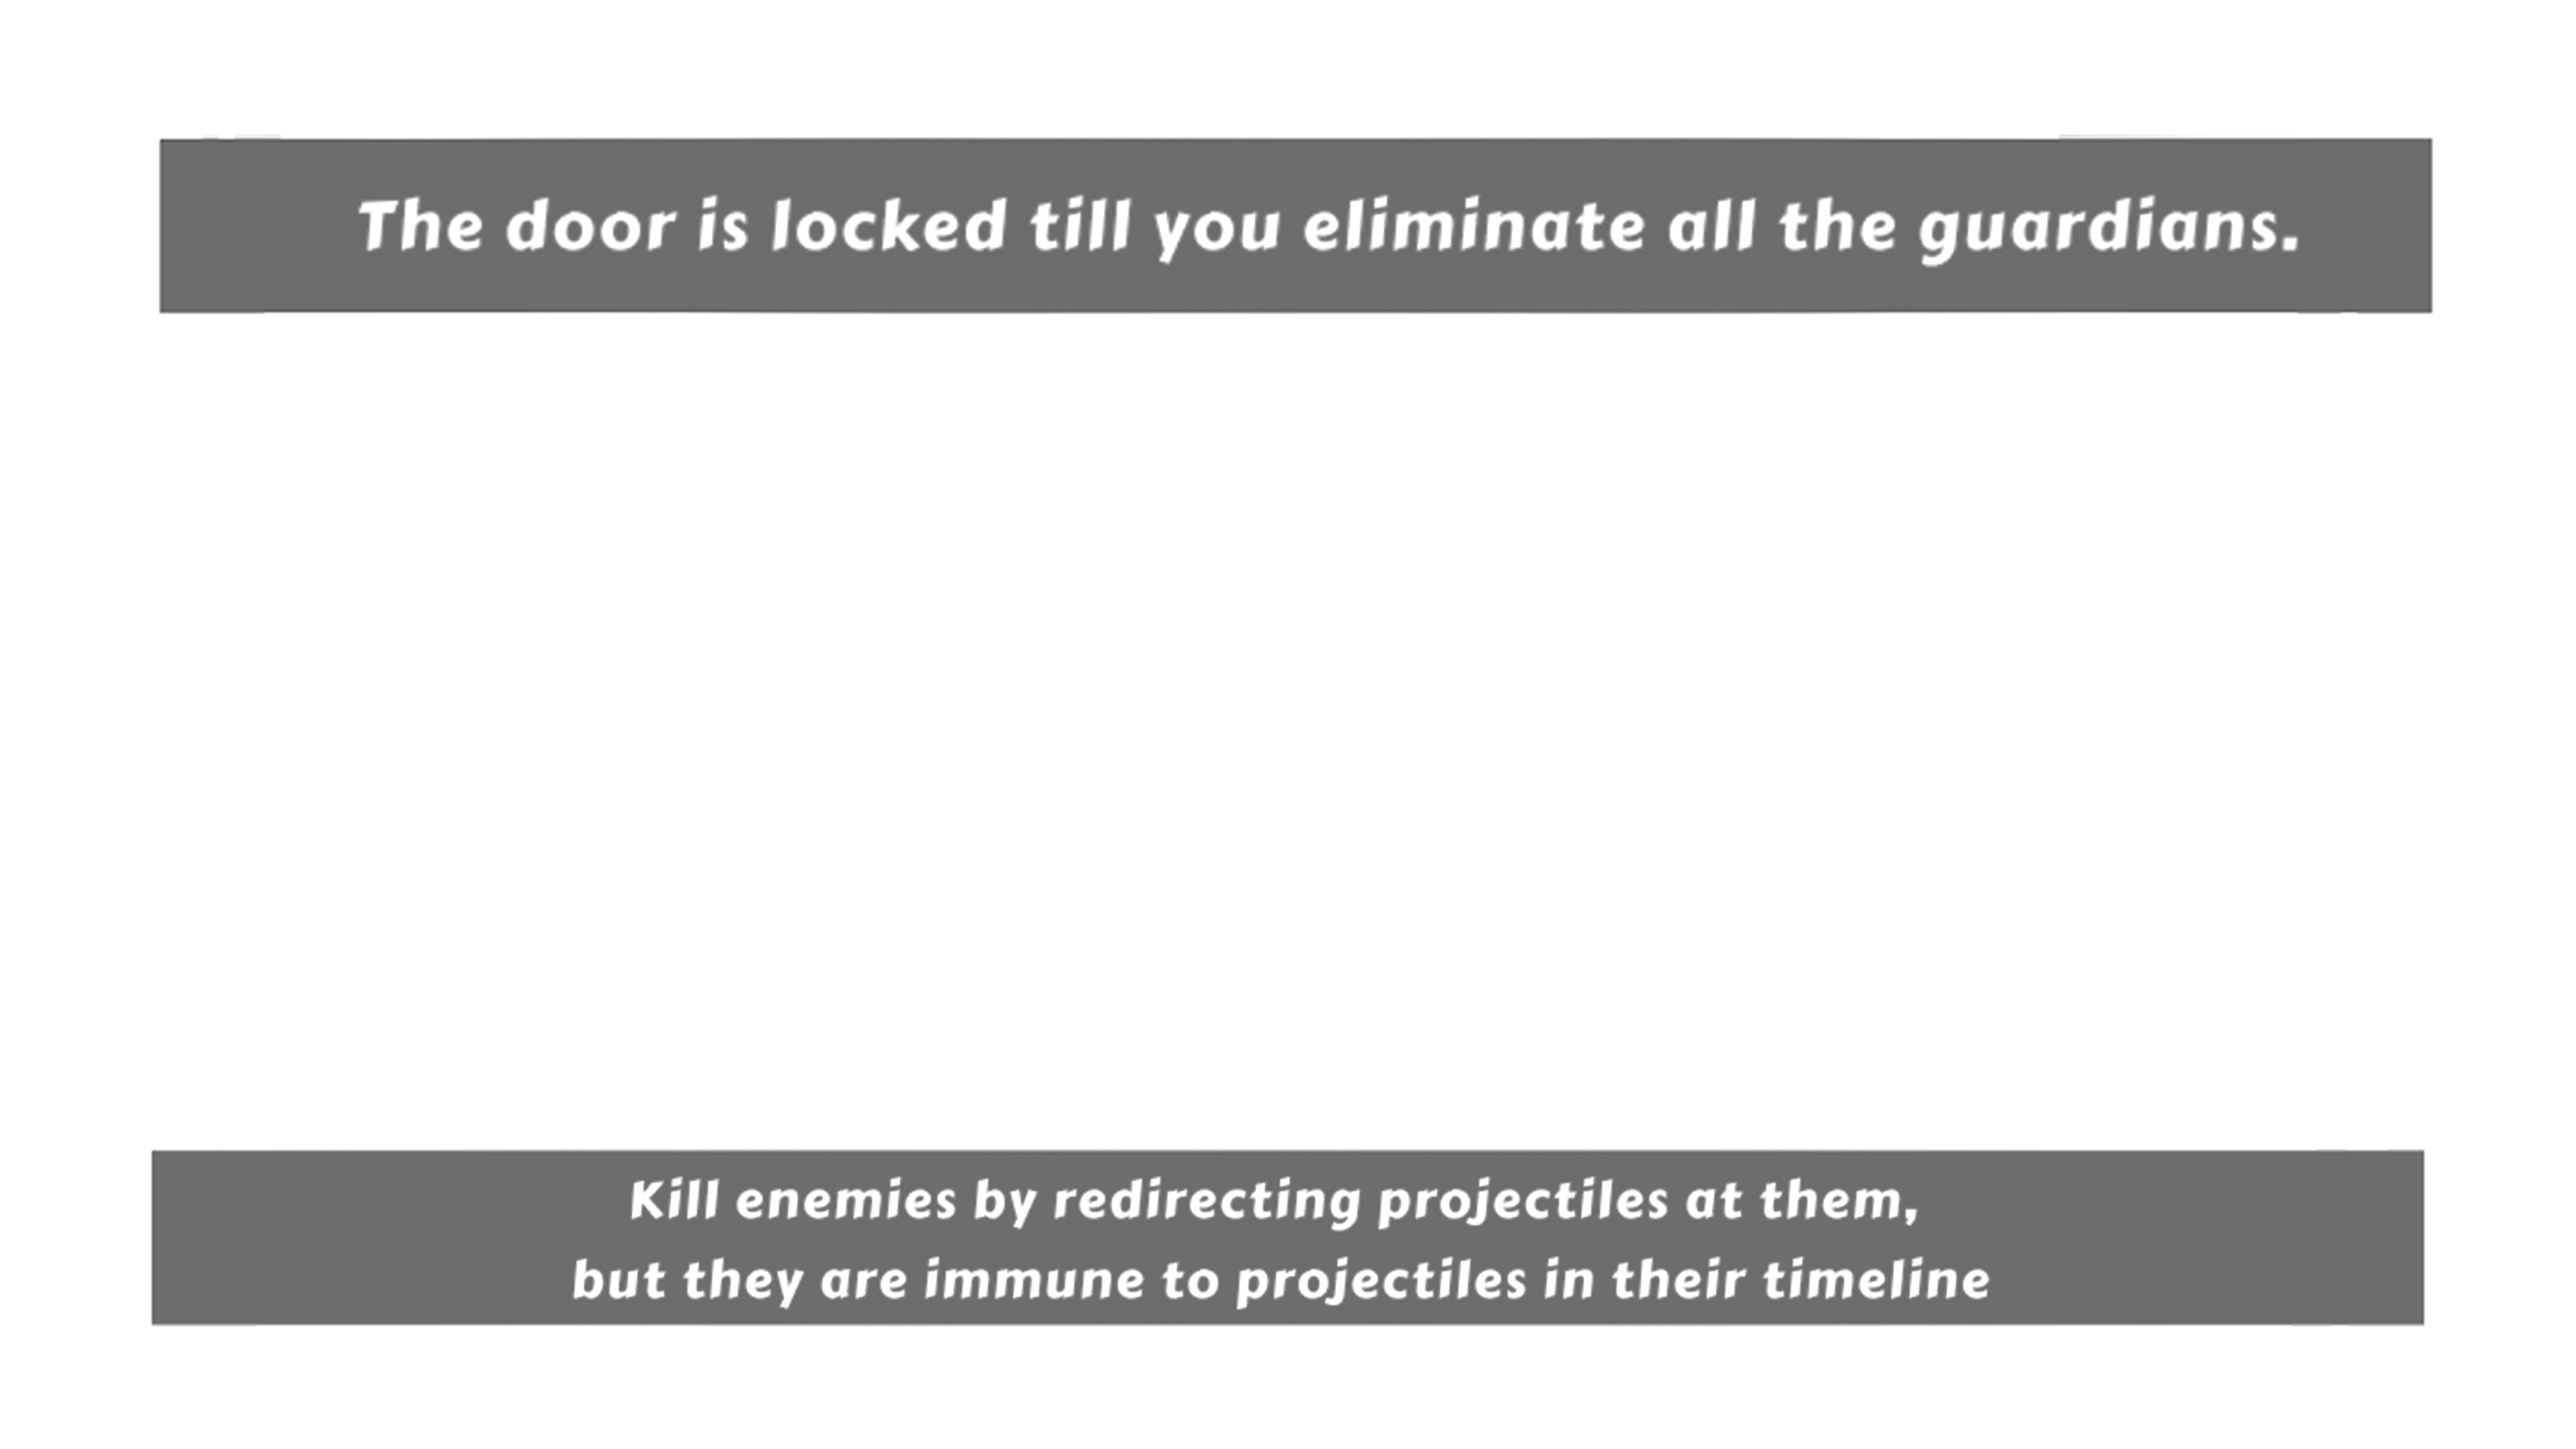 The door is locked till you eliminate all the guardians.
Kill enemies by redirecting projectiles at them,
but they are immune to projectiles in their timeline